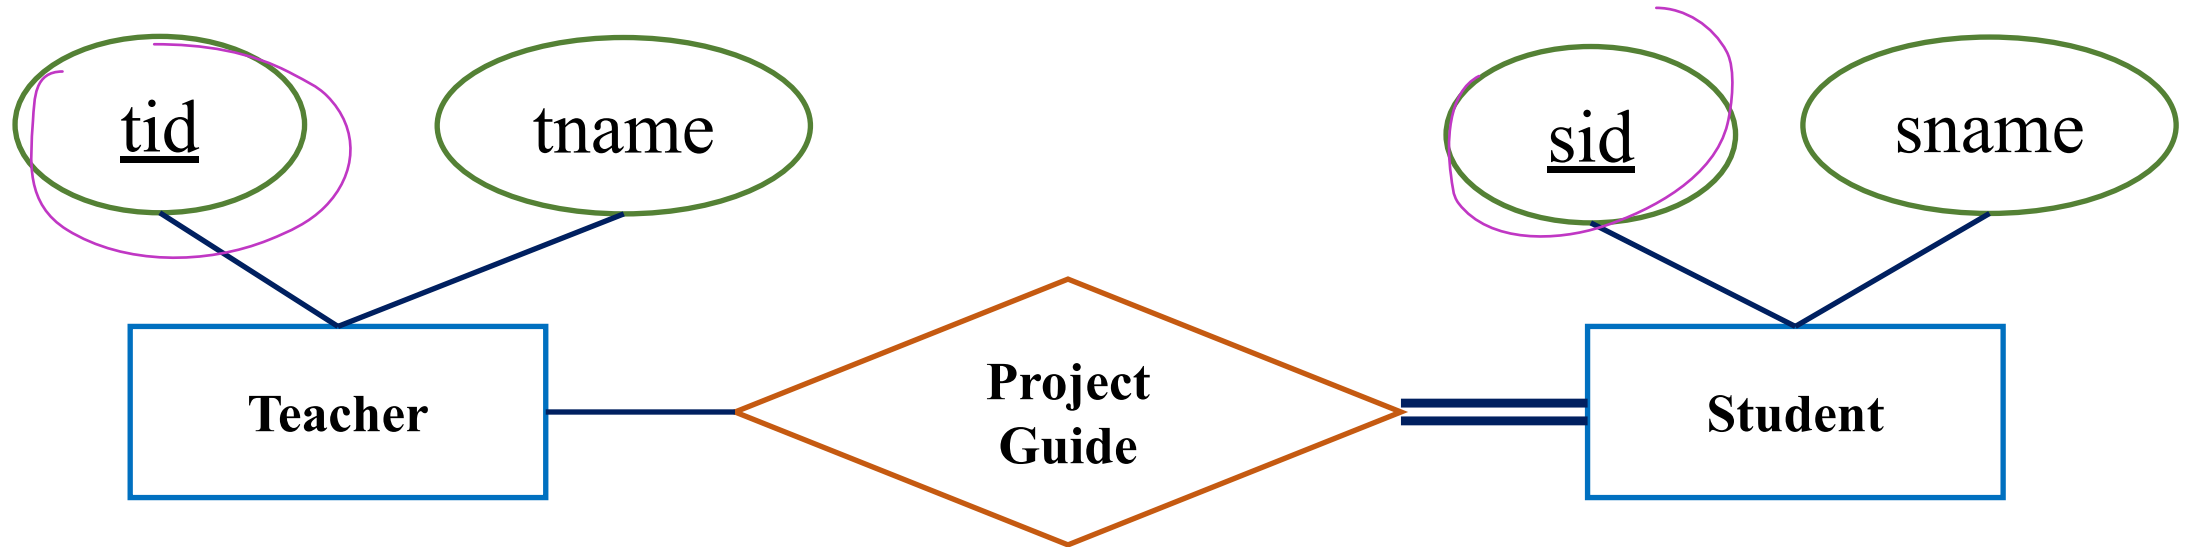 tid
tname
sid
sname
Teacher
Project
Guide
Student